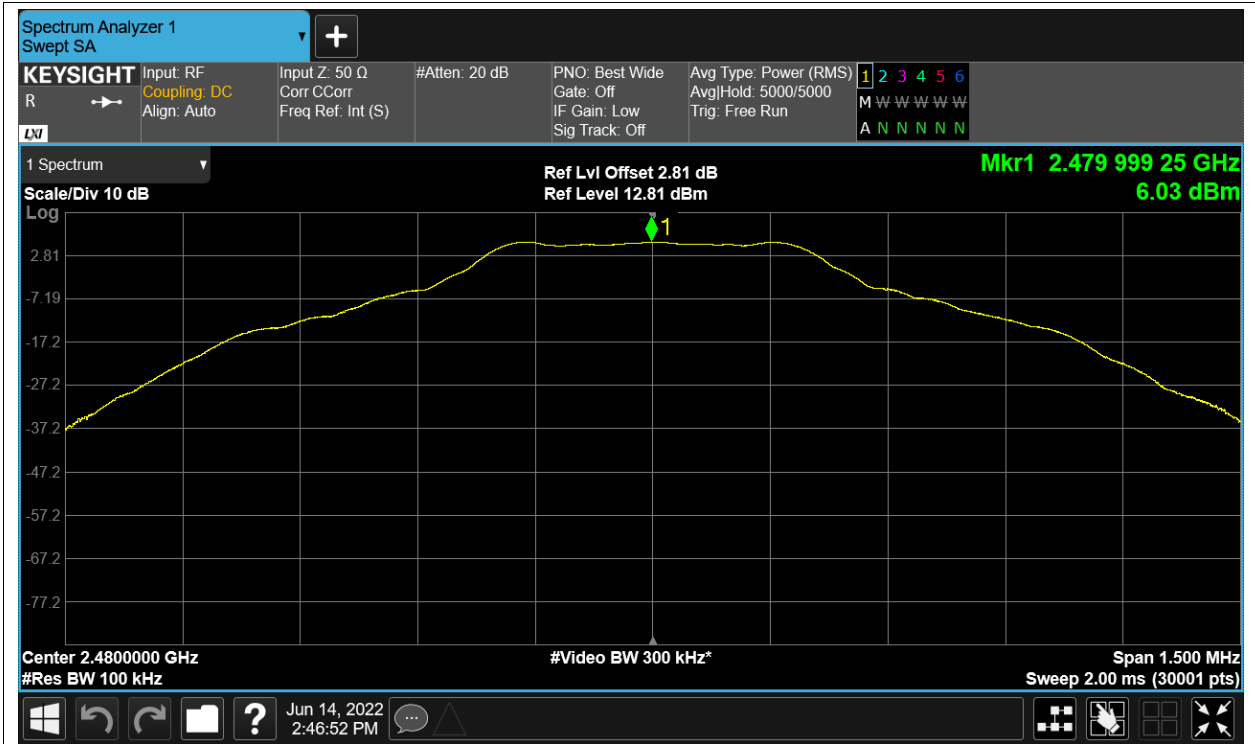 Spectrum Analyzer 1
Swept SA
KEYSIGHT
R
LXI
Input: RF
Coupling: DC
Align: Auto
Input Z: 50 Ω
Corr CCorr
Freq Ref: Int (S)
#Atten: 20 dB
PNO: Best Wide
Gate: Off
IF Gain: Low
Sig Track: Off
Avg Type: Power (RMS)
Avg|Hold: 5000/5000
Trig: Free Run
1 2 3 4 5 6
M W W W W W
A N N N N N
1 Spectrum
Scale/Div 10 dB
Log
Ref Lvl Offset 2.81 dB
Ref Level 12.81 dBm
Mkr1 2.479 999 25 GHz
6.03 dBm
1
2.81
-7.19
-17.2
-27.2
-37.2
-47.2
-57.2
-67.2
-77.2
Center 2.4800000 GHz
#Res BW 100 kHz
#Video BW 300 kHz*
Span 1.500 MHz
Sweep 2.00 ms (30001 pts)
?
Jun 14, 2022
2:46:52 PM